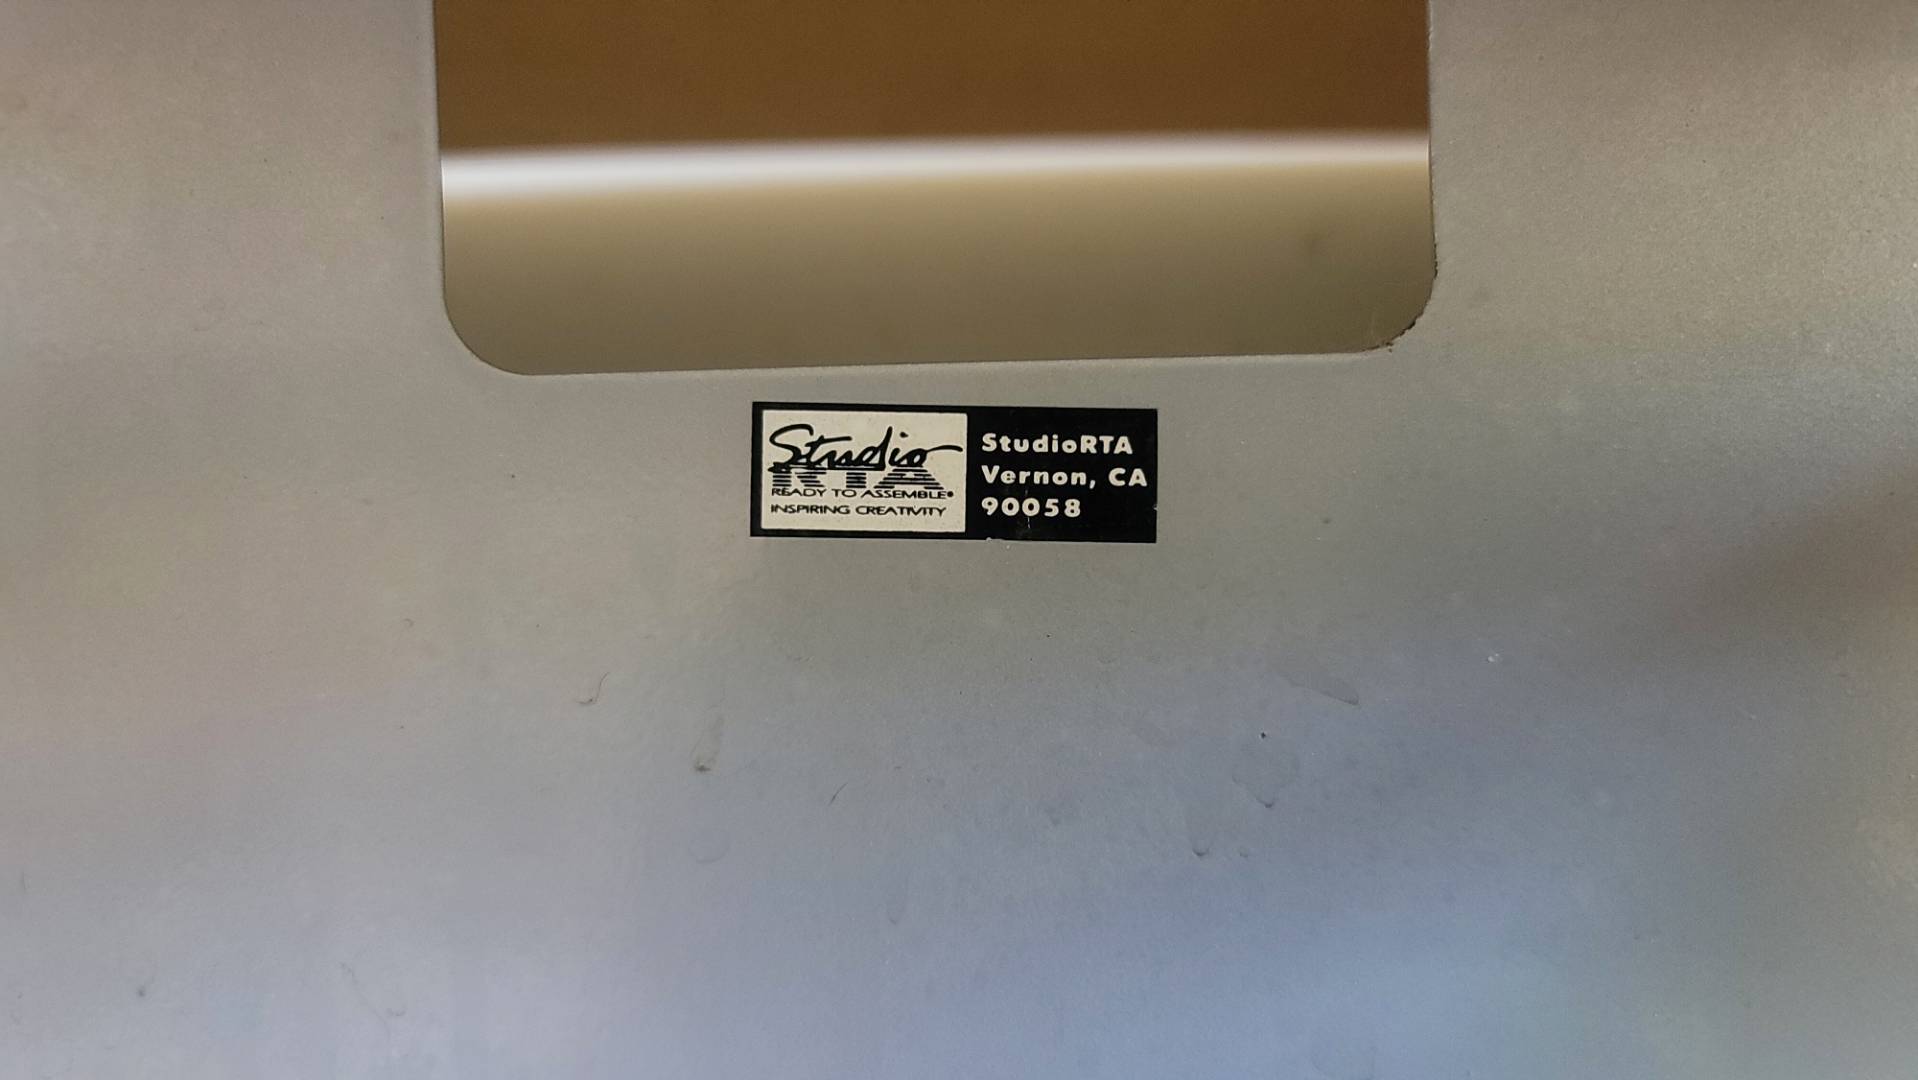 Studio
RTA
READY TO ASSEMBLE®
INSPIRING CREATIVITY
StudioRTA
Vernon, CA
90058